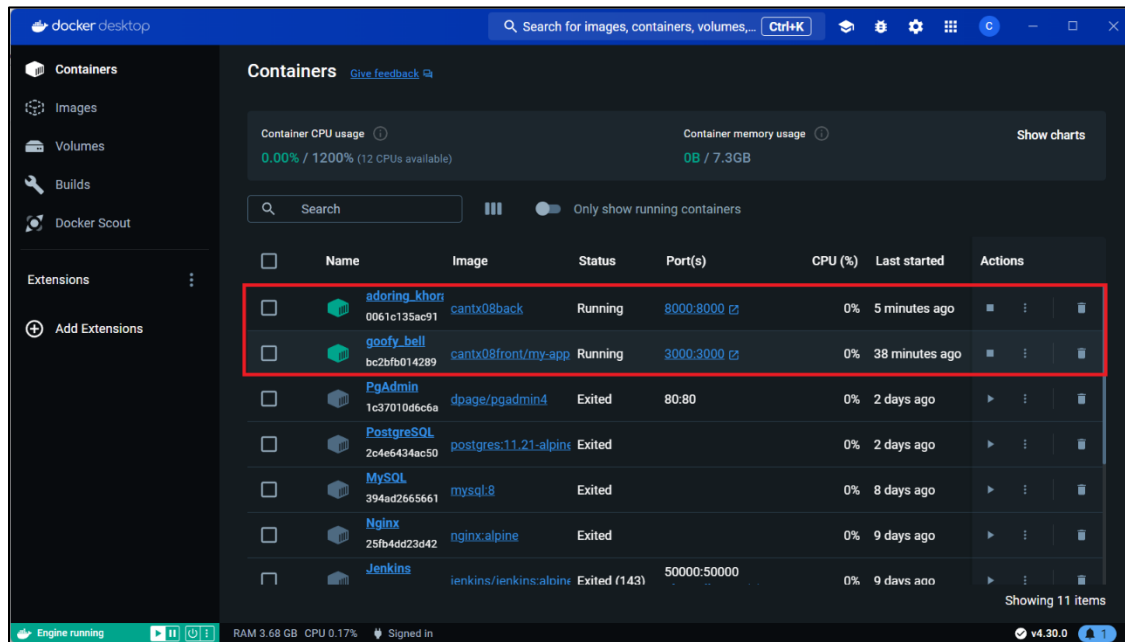 docker desktop
Search for images, containers, volumes,... Ctrl+K
C
Containers
Images
Volumes
Builds
Docker Scout
Extensions
Add Extensions
Containers Give feedback
Container CPU usage
0.00% / 1200% (12 CPUs available)
Container memory usage
0B / 7.3GB
Show charts
Search
Only show running containers
Name Image Status Port(s) CPU (%) Last started Actions
adoring_khora
0061c135ac91
cantx08back Running 8000:8000 0% 5 minutes ago
goofy_bell
bc2bfb014289
cantx08front/my-app Running 3000:3000 0% 38 minutes ago
PgAdmin
1c37010d6c6a
dpage/pgadmin4 Exited 80:80 0% 2 days ago
PostgreSQL
2c4e6434ac50
postgres:11.21-alpine Exited 0% 2 days ago
MySQL
394ad2665661
mysql:8 Exited 0% 8 days ago
Nginx
25fb4dd23d42
nginx:alpine Exited 0% 9 days ago
Jenkins
jenkins/jenkins:alpine Exited (143) 50000:50000 0% 9 days ago
Showing 11 items
Engine running RAM 3.68 GB CPU 0.17% Signed in v4.30.0 1